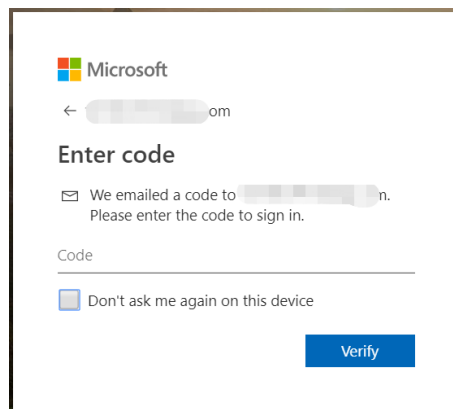 Microsoft
om
Enter code
We emailed a code to n.
Please enter the code to sign in.
Code
Don't ask me again on this device
Verify